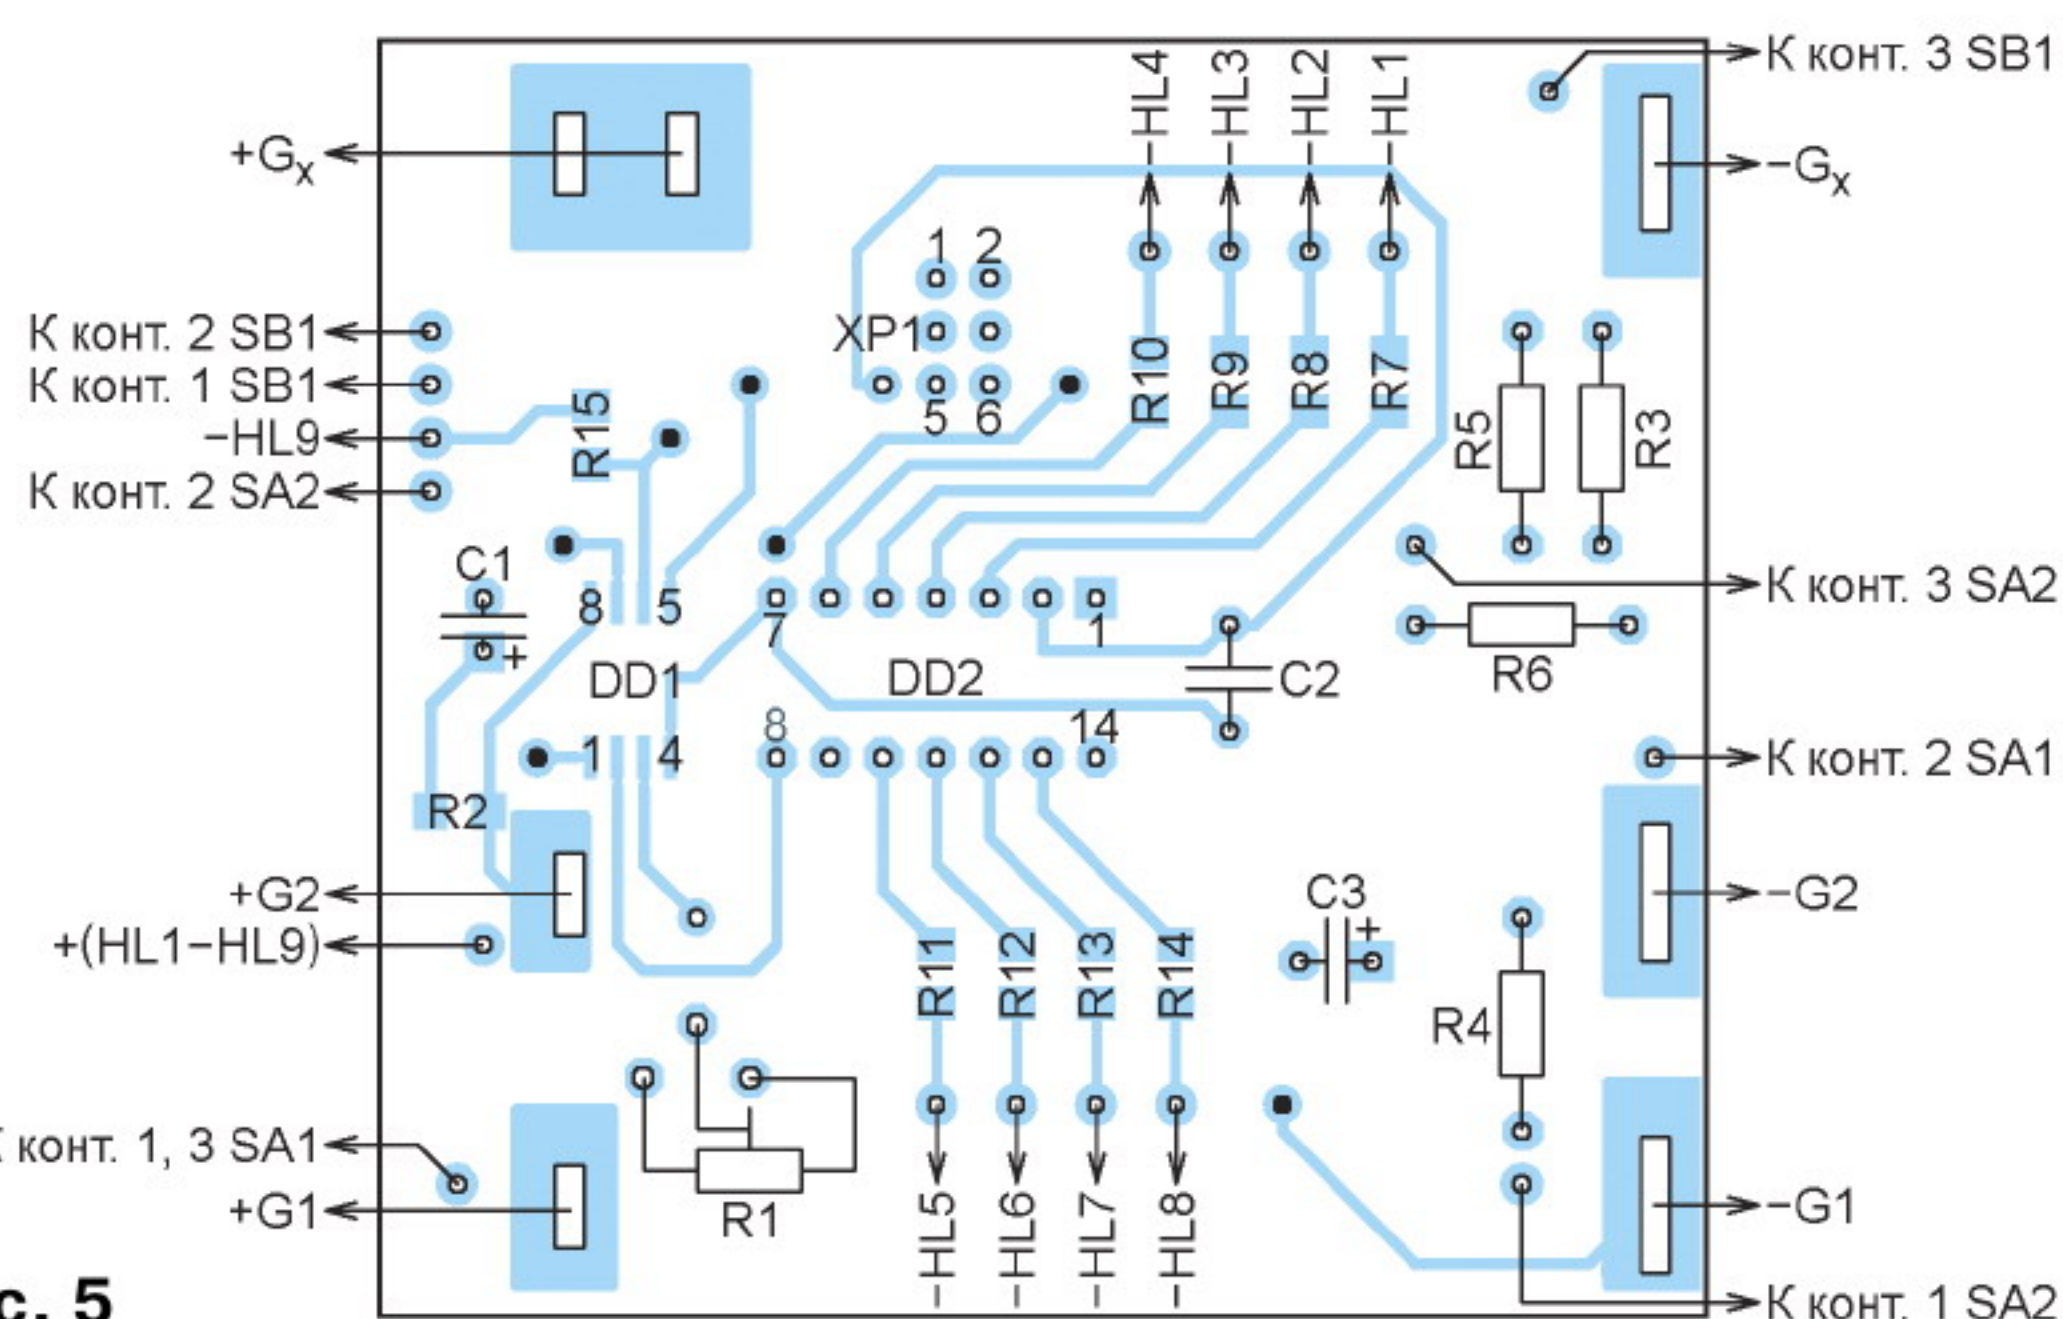 К конт. 3 SB1
–HL4
–HL3
–HL2
–HL1
+Gx
–Gx
1 2
К конт. 2 SB1
XP1
К конт. 1 SB1
R15
R10
R9
R8
R7
5 6
R5
R3
–HL9
К конт. 2 SA2
C1
К конт. 3 SA2
8 5
7
1
+
DD1
DD2
C2
R6
8
14
1 4
К конт. 2 SA1
R2
+G2
C3
–G2
+
+(HL1–HL9)
R11
R12
R13
R14
R4
конт. 1, 3 SA1
+G1
R1
–HL5
–HL6
–HL7
–HL8
–G1
с. 5
К конт. 1 SA2